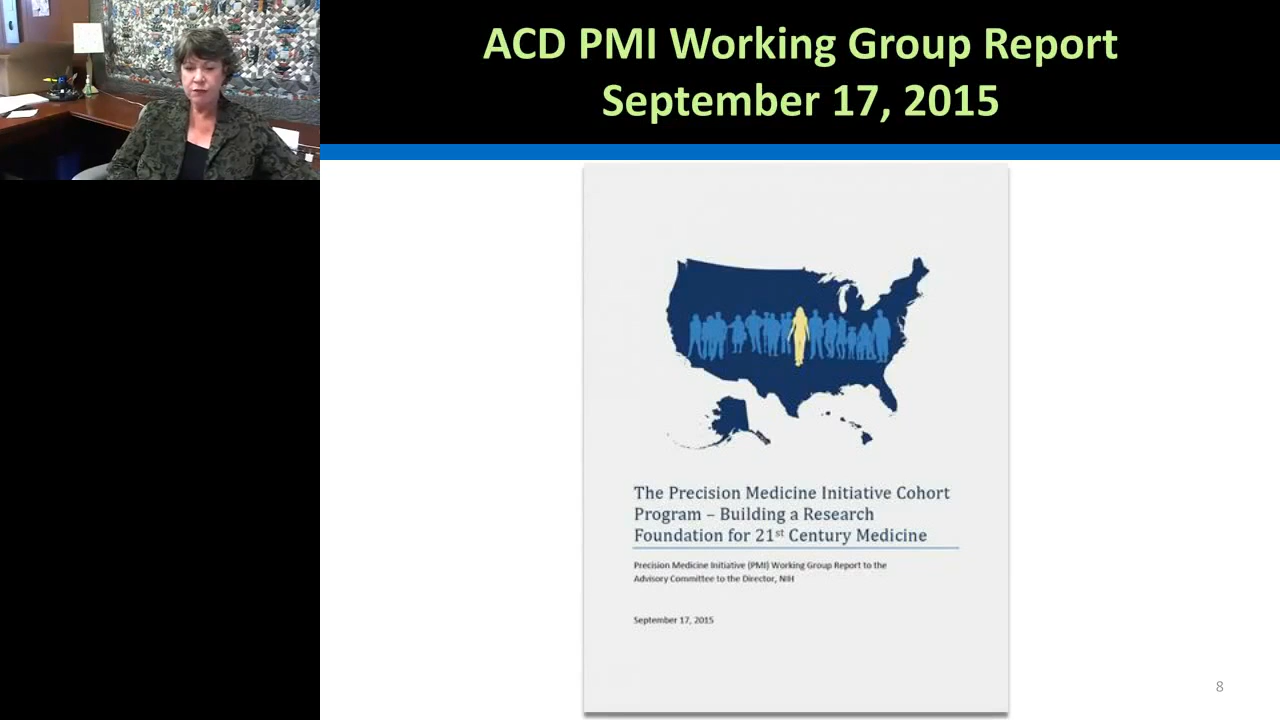 ACD PMI Working Group Report
September 17, 2015
The Precision Medicine Initiative Cohort
Program – Building a Research
Foundation for 21st Century Medicine
Precision Medicine Initiative (PMI) Working Group Report to the
Advisory Committee to the Director, NIH
September 17, 2015
8